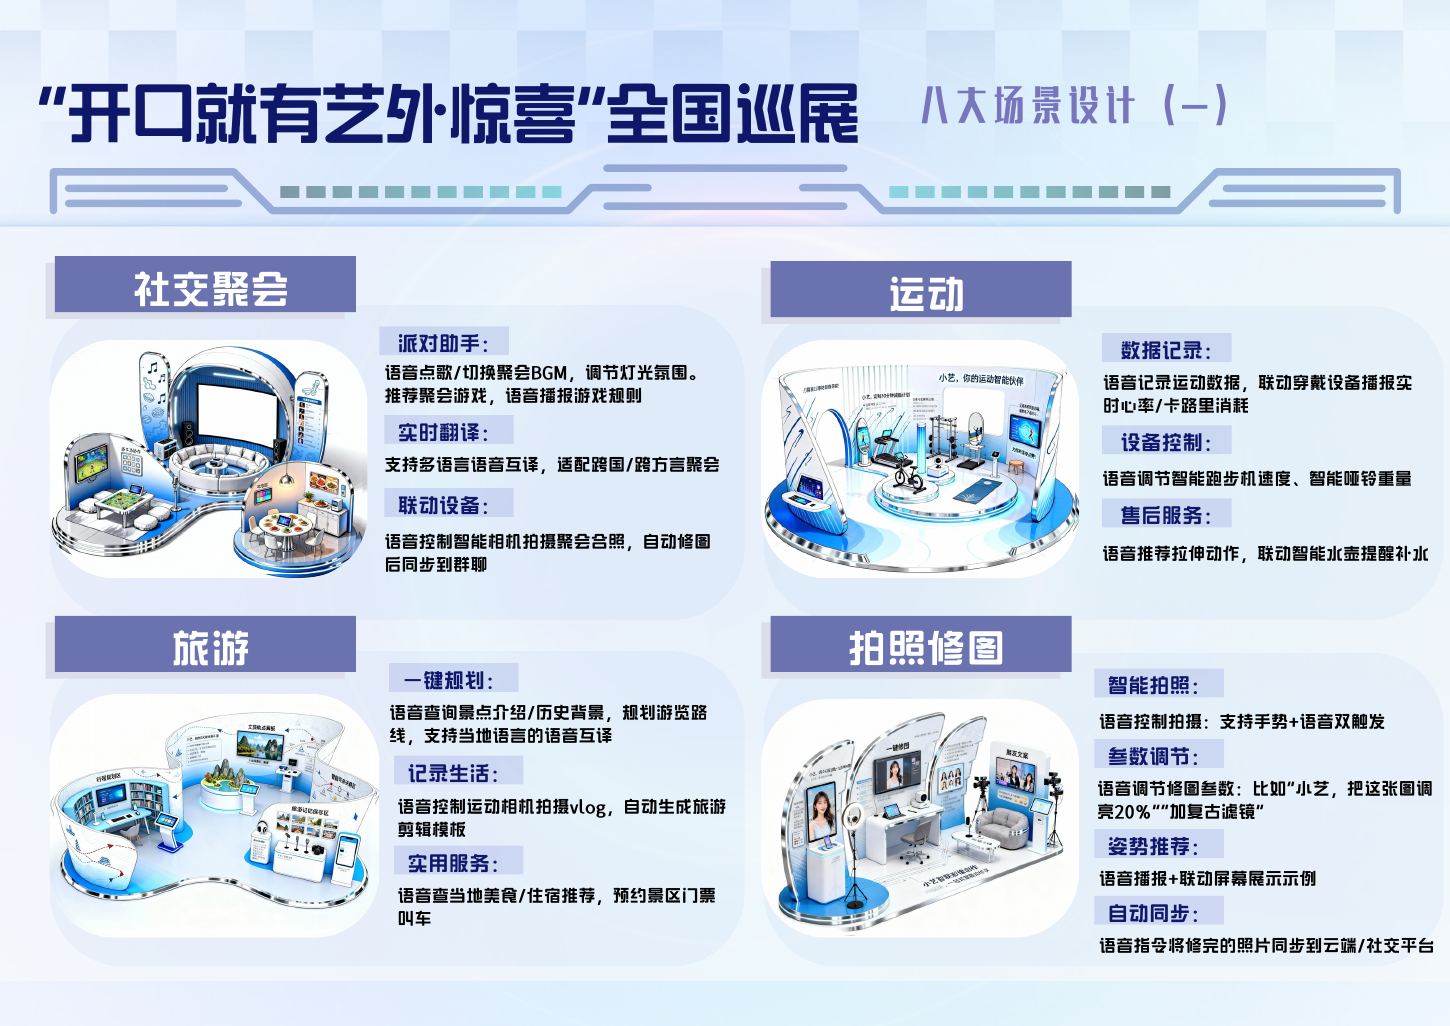 “开口就有艺外惊喜“全国巡展
八大场景设计（一）
社交聚会
派对助手：
语音点歌/切换聚会BGM，调节灯光氛围。
推荐聚会游戏，语音播报游戏规则
实时翻译：
支持多语言语音互译，适配跨国/跨方言聚会
联动设备：
语音控制智能相机拍摄聚会合照，自动修图
后同步到群聊
运动
小艺，你的运动智能伙伴
数据记录：
语音记录运动数据，联动穿戴设备播报实
时心率/卡路里消耗
设备控制：
语音调节智能跑步机速度、智能哑铃重量
售后服务：
语音推荐拉伸动作，联动智能水壶提醒补水
旅游
行程规划区
旅游记忆保存区
一键规划：
语音查询景点介绍/历史背景，规划游览路
线，支持当地语言的语音互译
记录生活：
语音控制运动相机拍摄vlog，自动生成旅游
剪辑模板
实用服务：
语音查当地美食/住宿推荐，预约景区门票
叫车
拍照修图
一键修图
朋友文案
智能拍照：
语音控制拍摄：支持手势+语音双触发
参数调节：
语音调节修图参数：比如“小艺，把这张图调
亮20%”“加复古滤镜”
姿势推荐：
语音播报+联动屏幕展示示例
自动同步：
语音指令将修完的照片同步到云端/社交平台